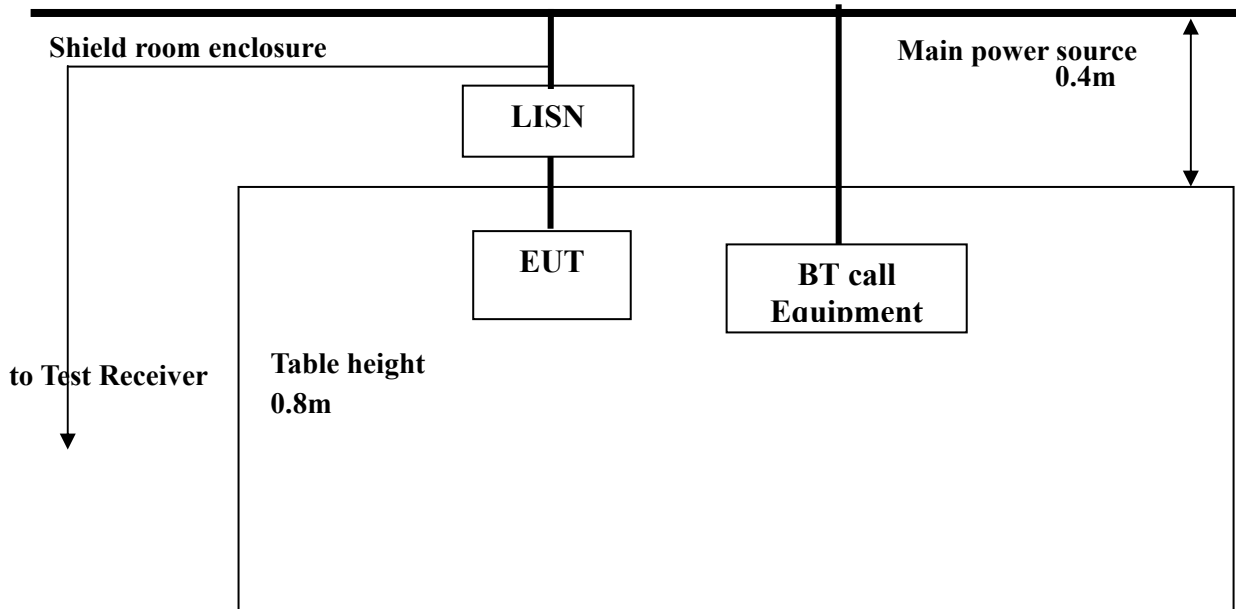 Shield room enclosure
Main power source
0.4m
LISN
EUT
BT call
Equipment
Table height
0.8m
to Test Receiver